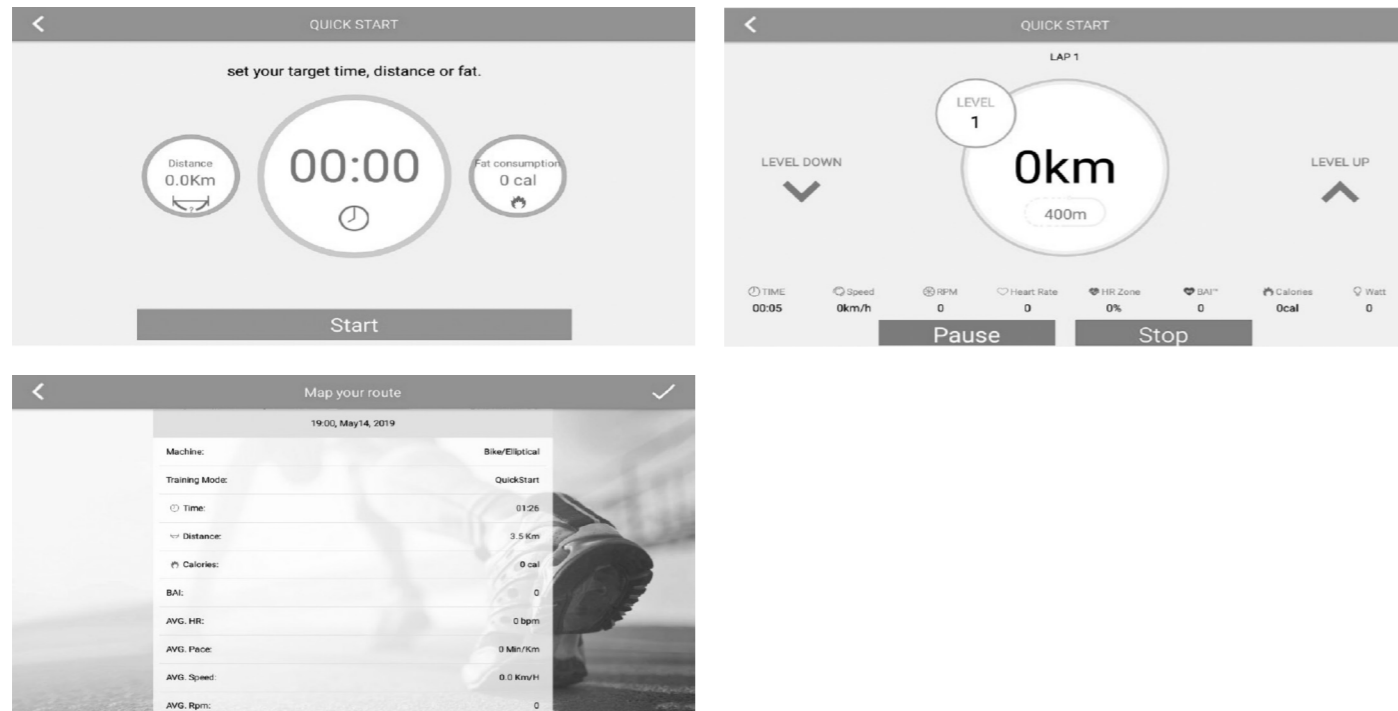 QUICK START
set your target time, distance or fat.
Distance
0.0Km
00:00
Fat consumption
0 cal
Start
QUICK START
LAP 1
LEVEL
1
LEVEL DOWN
0km
400m
LEVEL UP
TIME Speed RPM Heart Rate HR Zone BAI™ Calories Watt
00:05 0km/h 0 0 0% 0 0cal 0
Pause Stop
Map your route
19:00, May14, 2019
Machine: Bike/Elliptical
Training Mode: QuickStart
Time: 01:26
Distance: 3.5 Km
Calories: 0 cal
BAI: 0
AVG. HR: 0 bpm
AVG. Pace: 0 Min/Km
AVG. Speed: 0.0 Km/H
AVG. Rpm: 0